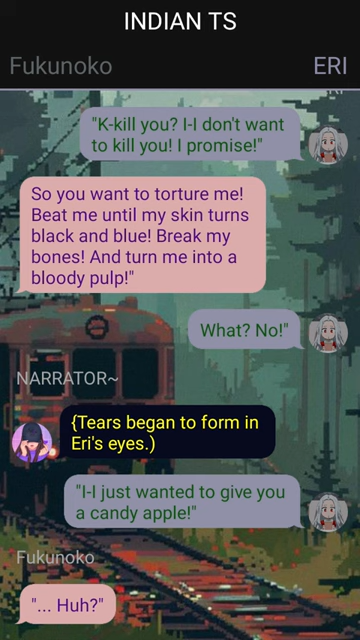 INDIAN TS
Fukunoko
ERI
"K-kill you? I-I don't want
to kill you! I promise!"
So you want to torture me!
Beat me until my skin turns
black and blue! Break my
bones! And turn me into a
bloody pulp!"
What? No!"
NARRATOR~
{Tears began to form in
Eri's eyes.)
"I-I just wanted to give you
a candy apple!"
Fukunoko
"... Huh?"